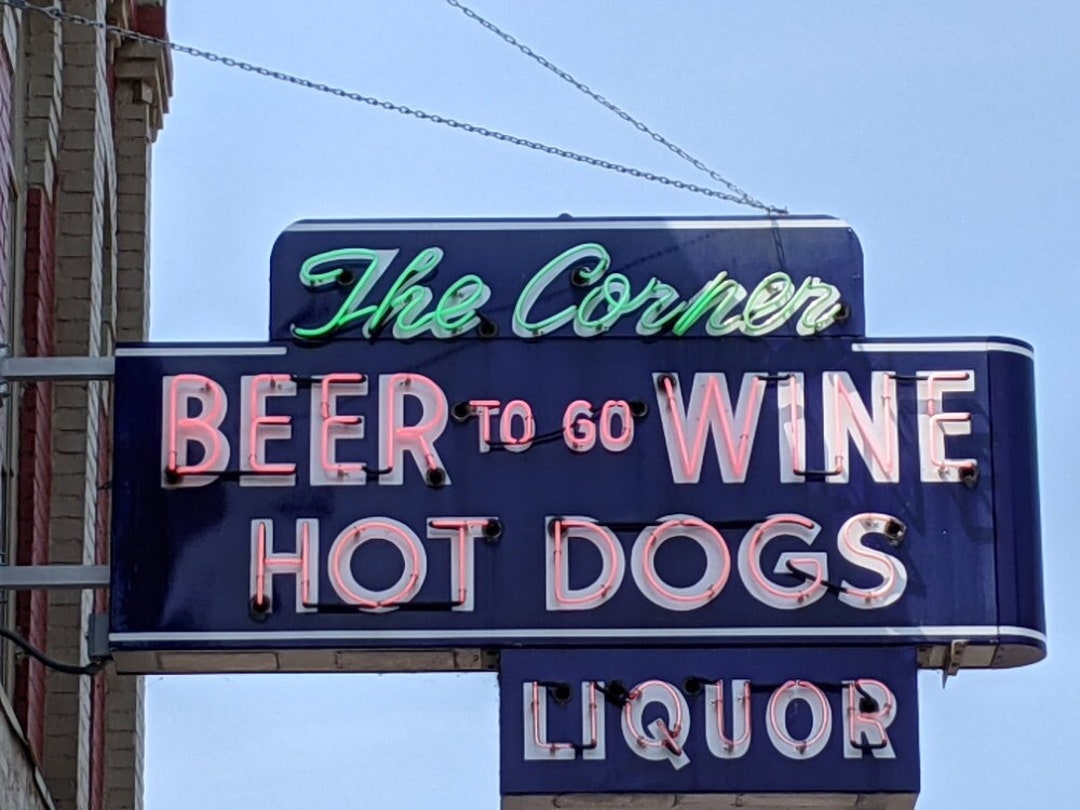 The Corner
BEER TO GO WINE
HOT DOGS
LIQUOR